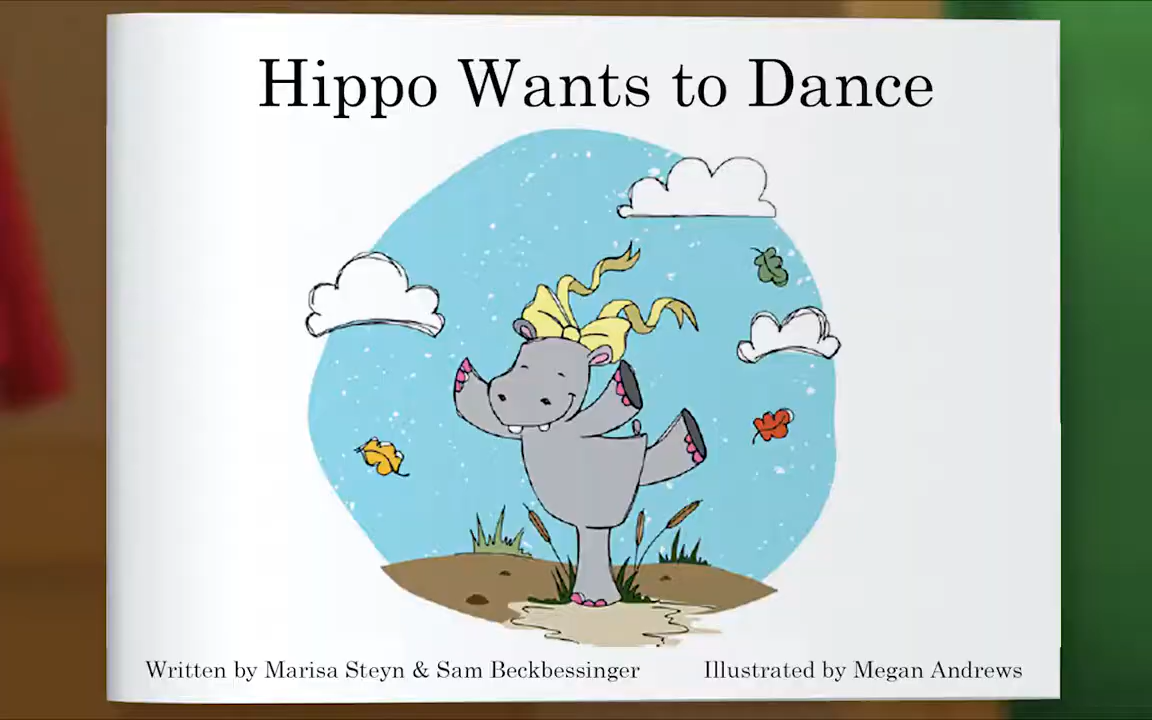 Hippo Wants to Dance
Written by Marisa Steyn & Sam Beckbessinger
Illustrated by Megan Andrews